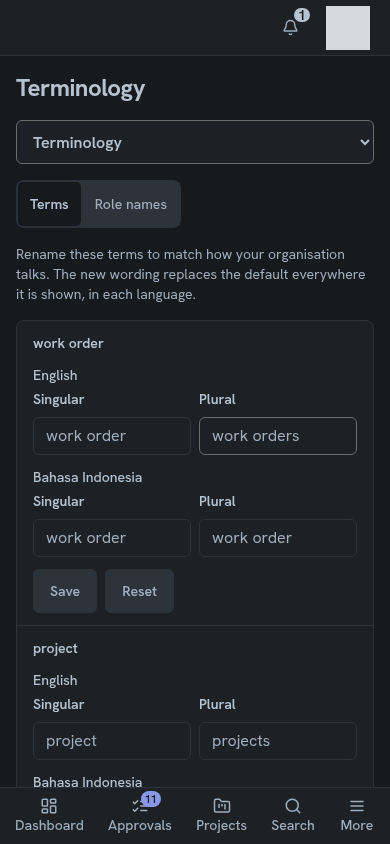 1
Terminology
Terminology
Terms Role names
Rename these terms to match how your organisation
talks. The new wording replaces the default everywhere
it is shown, in each language.
work order
English
Singular Plural
work order work orders
Bahasa Indonesia
Singular Plural
work order work order
Save Reset
project
English
Singular Plural
project projects
Bahasa Indonesia
11
Dashboard Approvals Projects Search More